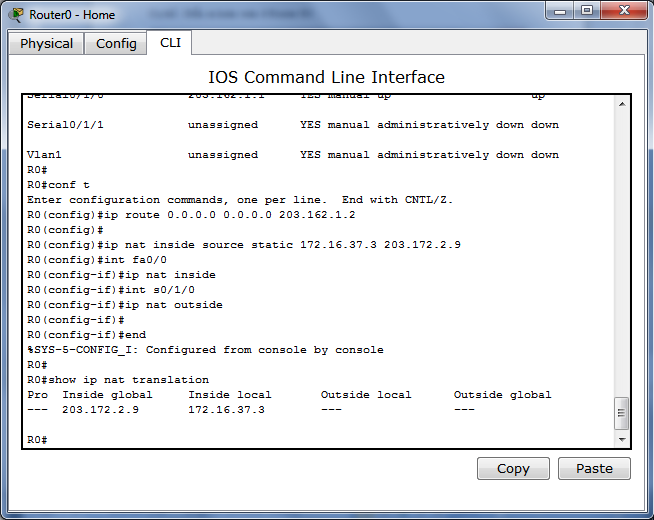 Router0 - Home
Physical Config CLI
IOS Command Line Interface
Serial0/1/0 203.162.1.1 YES manual up up
Serial0/1/1 unassigned YES manual administratively down down
Vlan1 unassigned YES manual administratively down down
R0#
R0#conf t
Enter configuration commands, one per line. End with CNTL/Z.
R0(config)#ip route 0.0.0.0 0.0.0.0 203.162.1.2
R0(config)#
R0(config)#ip nat inside source static 172.16.37.3 203.172.2.9
R0(config)#int fa0/0
R0(config-if)#ip nat inside
R0(config-if)#int s0/1/0
R0(config-if)#ip nat outside
R0(config-if)#
R0(config-if)#end
%SYS-5-CONFIG_I: Configured from console by console
R0#
R0#show ip nat translation
Pro Inside global Inside local Outside local Outside global
--- 203.172.2.9 172.16.37.3 --- ---
R0#
Copy Paste